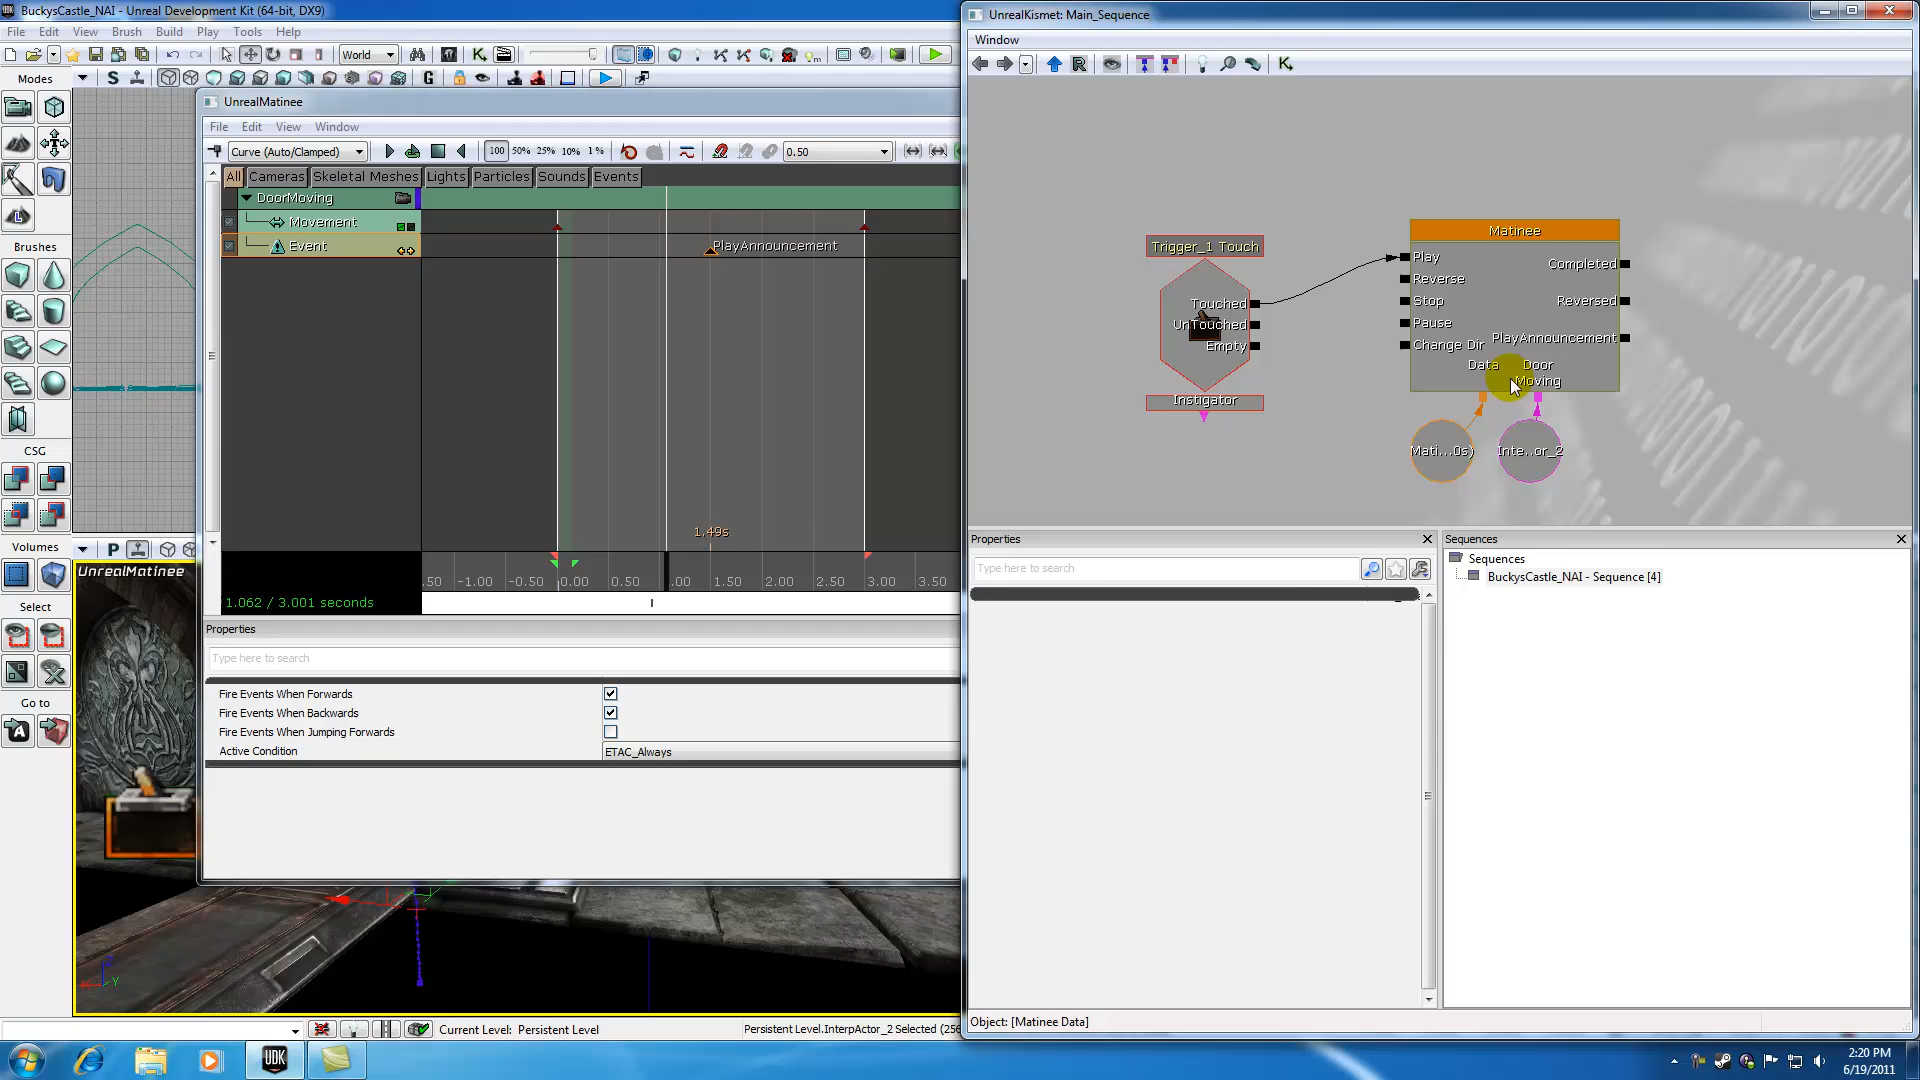 BuckysCastle_NAI - Unreal Development Kit (64-bit, DX9)
File Edit View Brush Build Play Tools Help
World
Modes
S
G
Brushes
CSG
Volumes
Select
Go to
P
UnrealMatinee
UnrealMatinee
File Edit View Window
Curve (Auto/Clamped)
100 50% 25% 10% 1 %
0.50
All Cameras Skeletal Meshes Lights Particles Sounds Events
DoorMoving
Movement
Event
PlayAnnouncement
1.49s
.50 -1.00 -0.50 0.00 0.50 .00 1.50 2.00 2.50 3.00 3.50
1.062 / 3.001 seconds
Properties
Type here to search
Fire Events When Forwards
Fire Events When Backwards
Fire Events When Jumping Forwards
Active Condition
ETAC_Always
Y
Current Level: Persistent Level
Persistent Level.InterpActor_2 Selected (256
UnrealKismet: Main_Sequence
Window
R
Trigger_1 Touch
Touched
UnTouched
Empty
Instigator
Matinee
Play
Reverse
Stop
Pause
Change Dir
Completed
Reversed
PlayAnnouncement
Data
Door
Moving
Mati...0s)
Inte..or_2
Properties
Type here to search
Sequences
Sequences
BuckysCastle_NAI - Sequence [4]
Object: [Matinee Data]
UDK
2:20 PM
6/19/2011